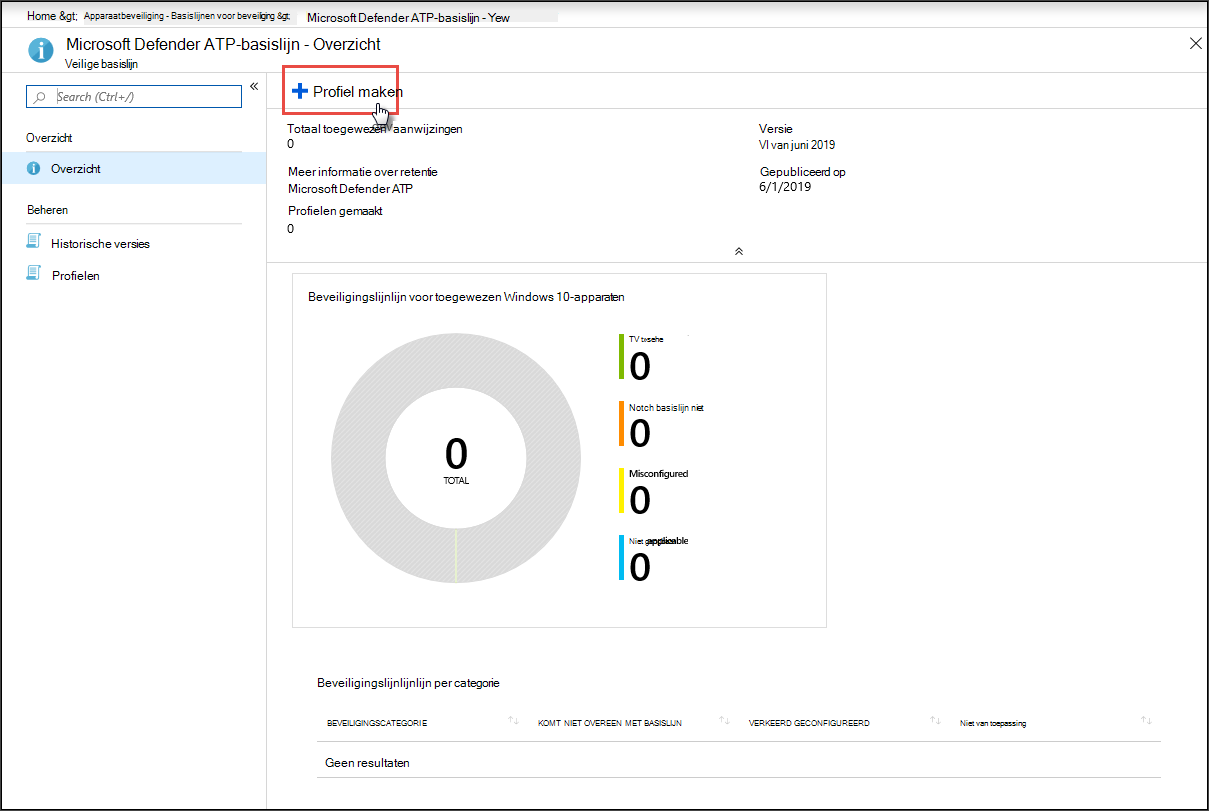 Home &gt; Apparaatbeveiliging - Basislijnen voor beveiliging &gt; Microsoft Defender ATP-basislijn - Yew
Microsoft Defender ATP-basislijn - Overzicht
Veilige basislijn
Search (Ctrl+/)
Profiel maken
Overzicht
Overzicht
Beheren
Historische versies
Profielen
Totaal toegewezen aanwijzingen
0
Versie
VI van juni 2019
Meer informatie over retentie
Microsoft Defender ATP
Gepubliceerd op
6/1/2019
Profielen gemaakt
0
Beveiligingslijnlijn voor toegewezen Windows 10-apparaten
0
TOTAL
TV
0
Notch basislijn niet
0
Misconfigured
0
Niet applicable
0
Beveiligingslijnlijnlijn per categorie
BEVEILIGINGSCATEGORIE KOMT NIET OVEREEN MET BASISLIJN VERKEERD GECONFIGUREERD Niet van toepassing
Geen resultaten